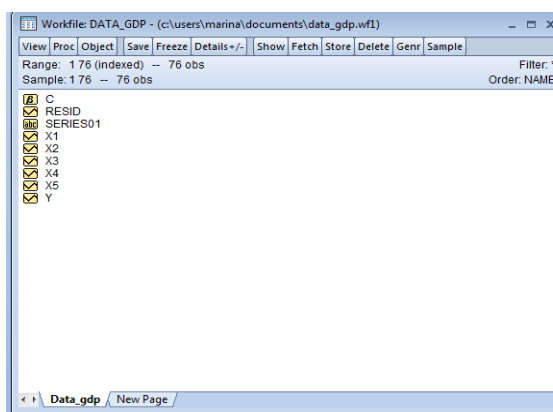 Workfile: DATA_GDP - (c:\users\marina\documents\data_gdp.wf1)
View Proc Object Save Freeze Details+/- Show Fetch Store Delete Genr Sample
Range: 1 76 (indexed) -- 76 obs Filter: *
Sample: 1 76 -- 76 obs Order: NAME
β C
RESID
abc SERIES01
X1
X2
X3
X4
X5
Y
Data_gdp New Page